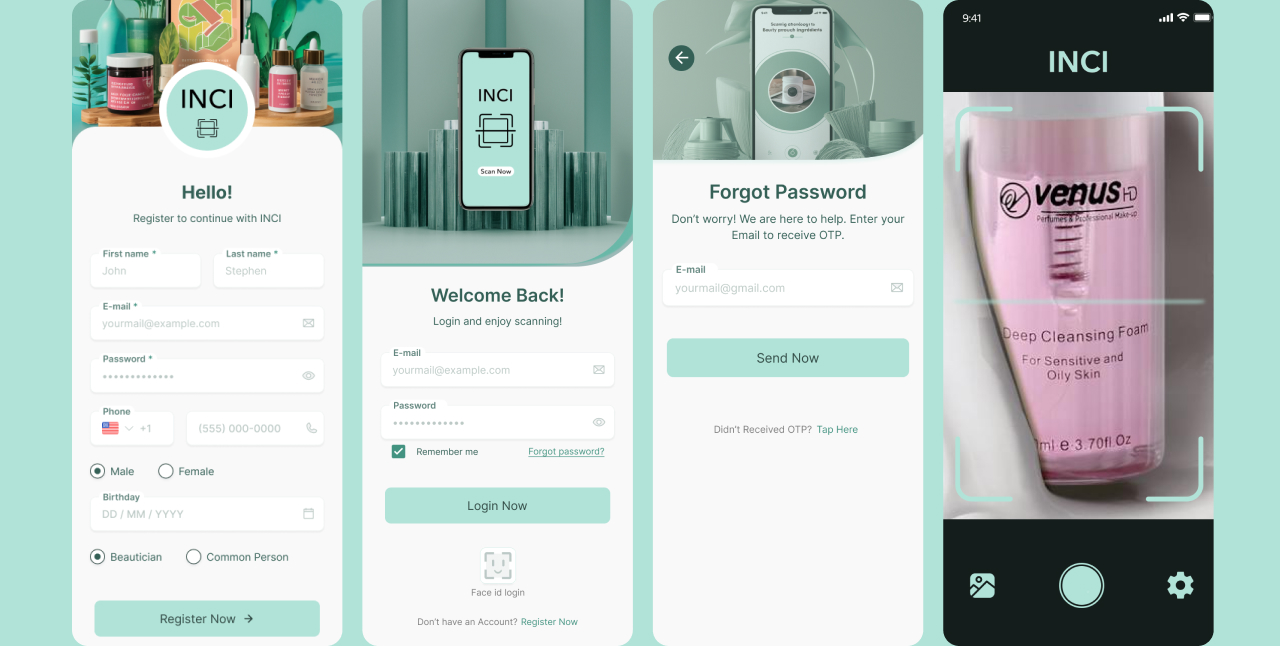 INCI
Hello!
Register to continue with INCI
First name *
John
Last name *
Stephen
E-mail *
yourmail@example.com
Password *
Phone
+1
(555) 000-0000
Male
Female
Birthday
DD / MM / YYYY
Beautician
Common Person
Register Now
INCI
Scan Now
Welcome Back!
Login and enjoy scanning!
E-mail
yourmail@example.com
Password
Remember me
Forgot password?
Login Now
Face id login
Don't have an Account? Register Now
Forgot Password
Don't worry! We are here to help. Enter your
Email to receive OTP.
E-mail
yourmail@gmail.com
Send Now
Didn't Received OTP? Tap Here
9:41
INCI
venus HD
Perfumes & Professional Make-up
Deep Cleansing Foam
For Sensitive and
Oily Skin
ml e 3.70fl Oz